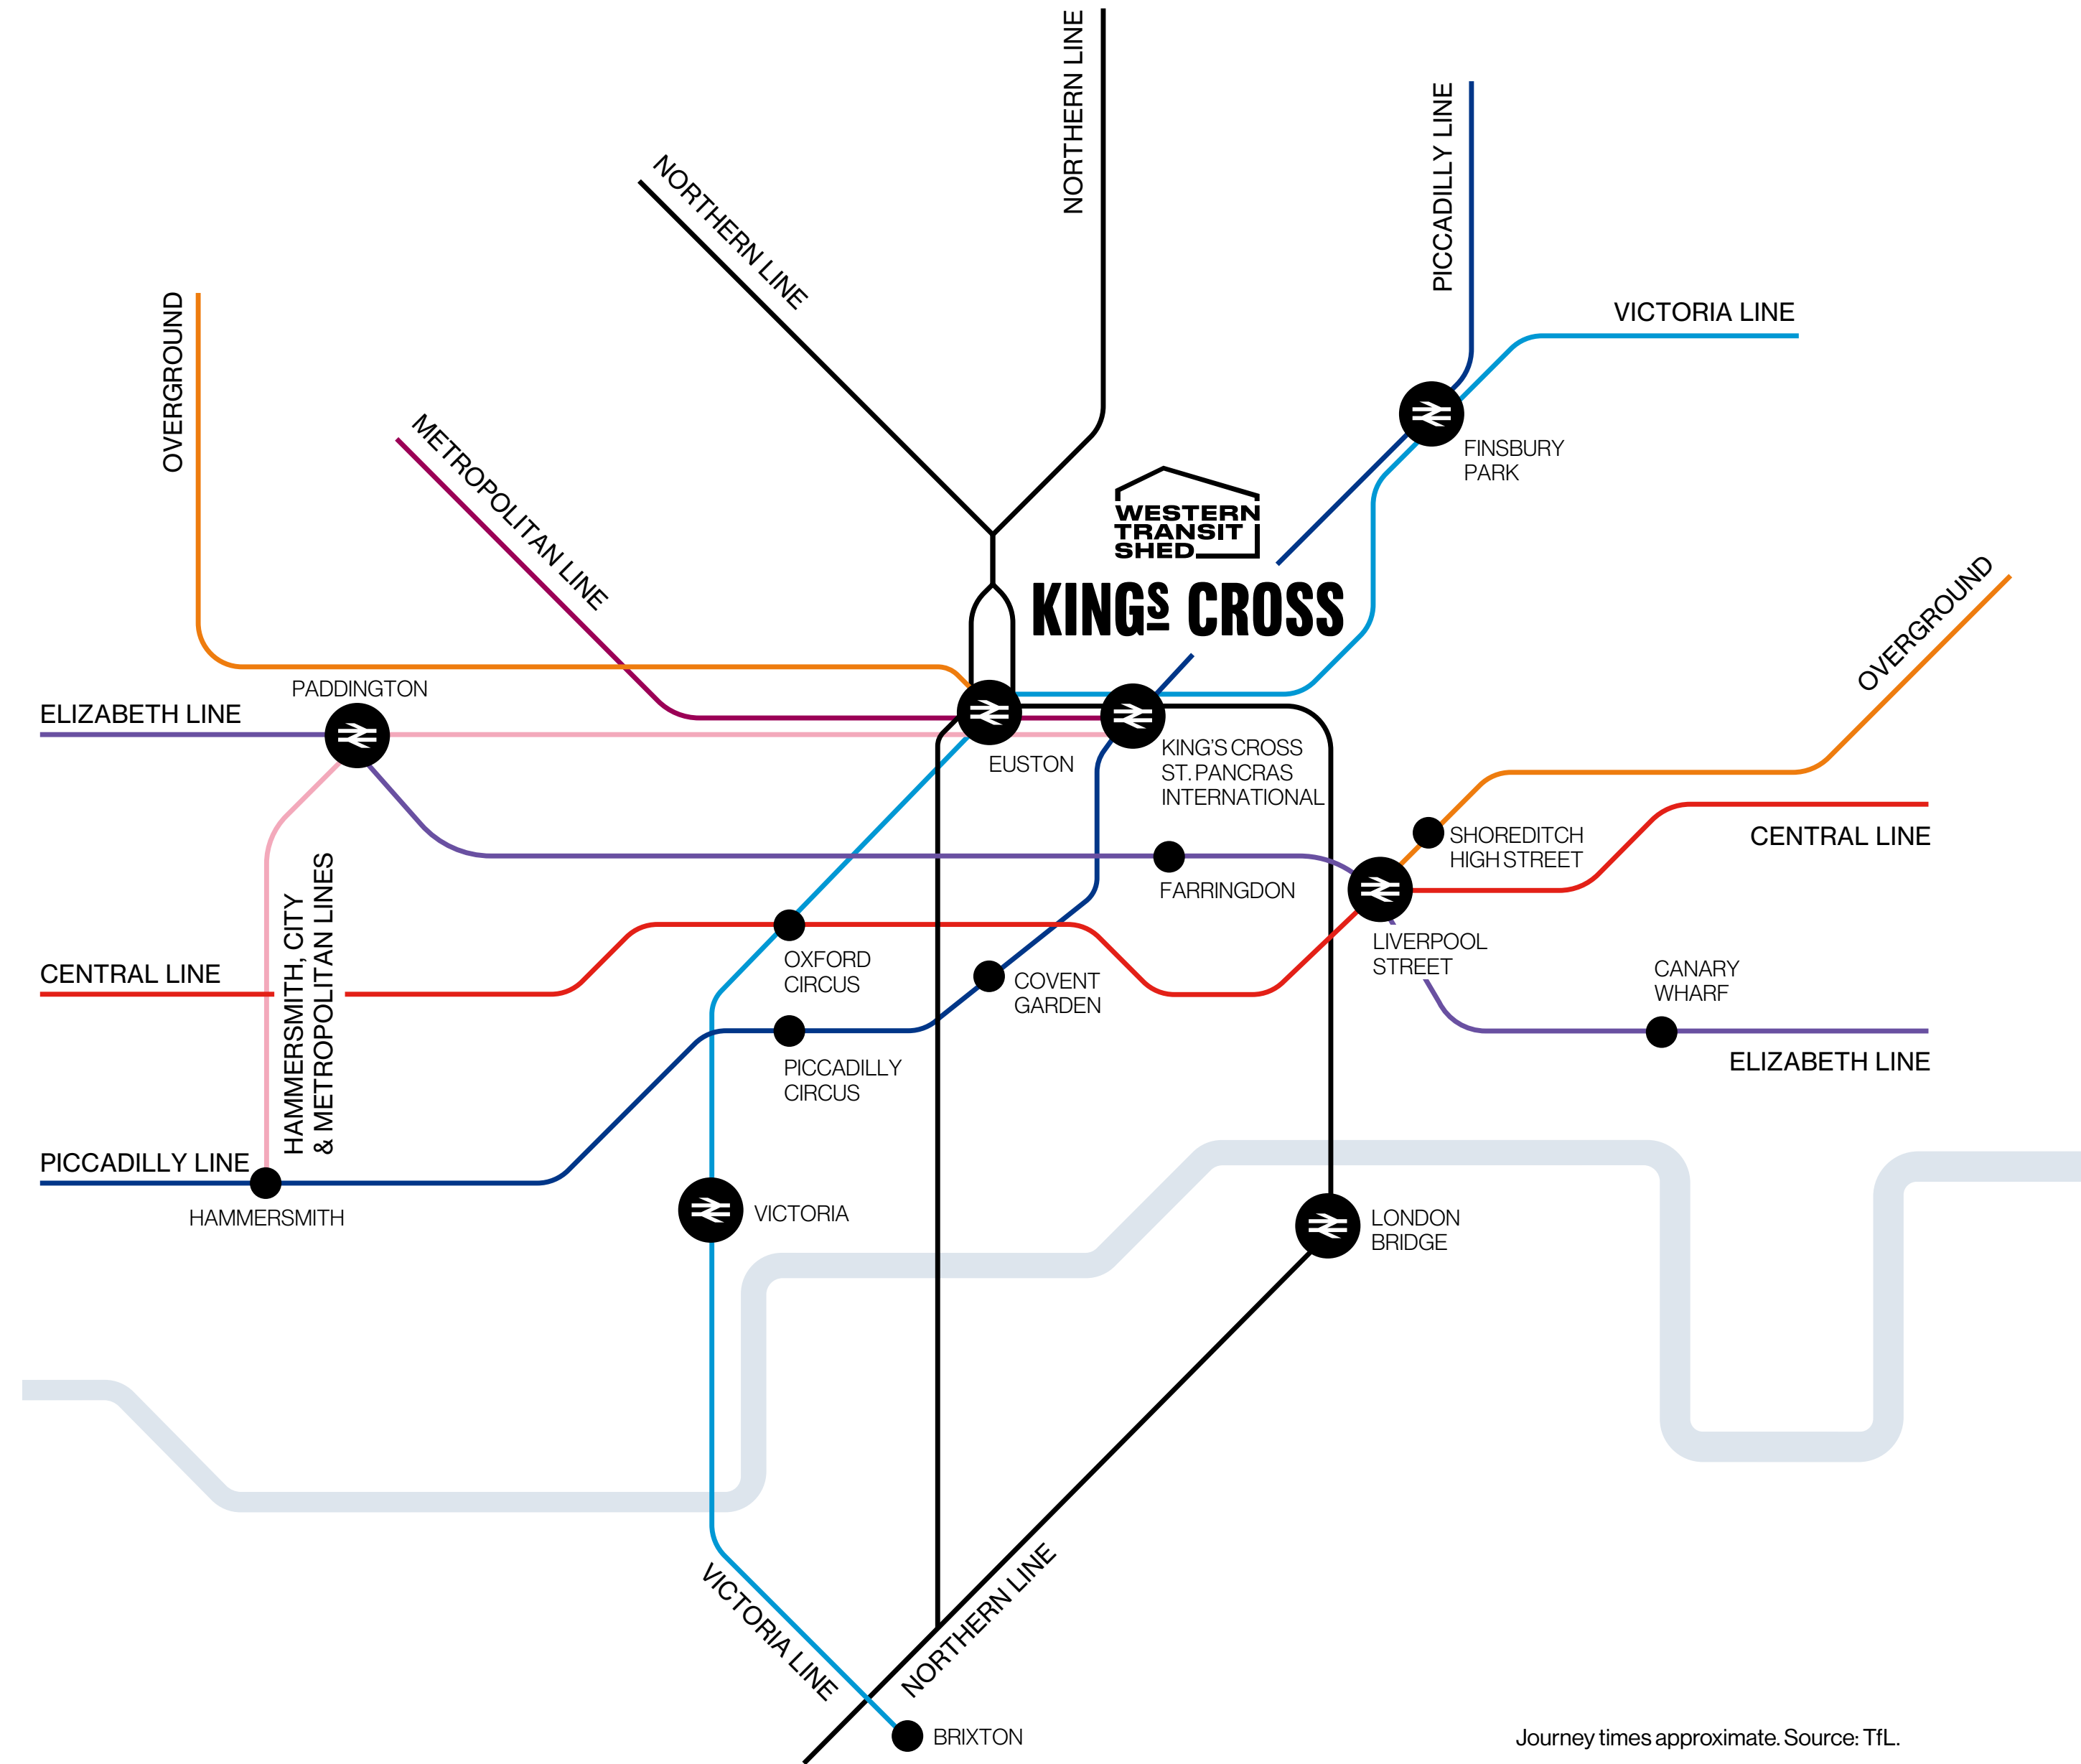 NORTHERN LINE
PICCADILLY LINE
NORTHERN LINE
OVERGROUND
VICTORIA LINE
METROPOLITAN LINE
FINSBURY
PARK
WESTERN
TRANSIT
SHED
KINGS CROSS
OVERGROUND
PADDINGTON
ELIZABETH LINE
EUSTON
KING'S CROSS
ST. PANCRAS
INTERNATIONAL
SHOREDITCH
HIGH STREET
CENTRAL LINE
FARRINGDON
HAMMERSMITH, CITY
& METROPOLITAN LINES
LIVERPOOL
STREET
OXFORD
CIRCUS
CENTRAL LINE
COVENT
GARDEN
CANARY
WHARF
PICCADILLY
CIRCUS
ELIZABETH LINE
PICCADILLY LINE
HAMMERSMITH
VICTORIA
LONDON
BRIDGE
VICTORIA LINE
NORTHERN LINE
BRIXTON
Journey times approximate. Source: TfL.